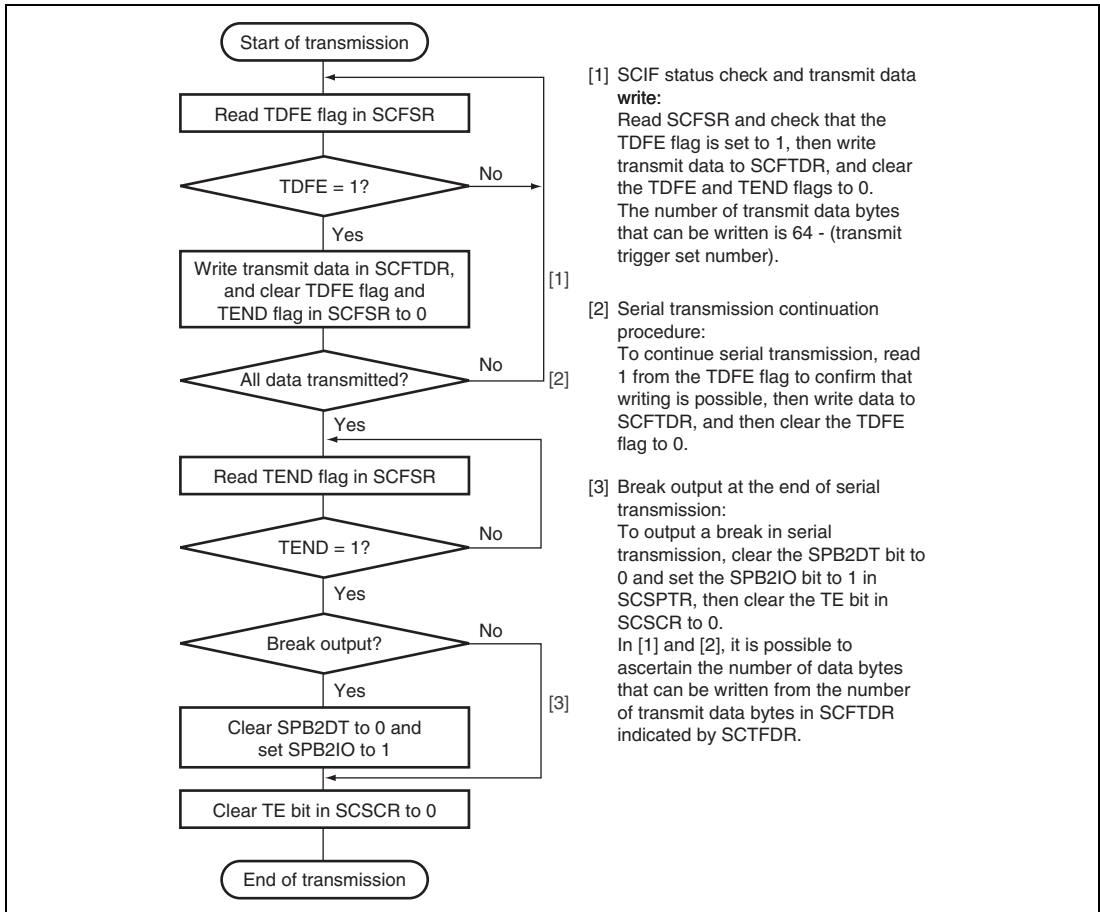 Start of transmission
Read TDFE flag in SCFSR
TDFE = 1?
No
Yes
Write transmit data in SCFTDR,
and clear TDFE flag and
TEND flag in SCFSR to 0
[1]
All data transmitted?
No
[2]
Yes
Read TEND flag in SCFSR
TEND = 1?
No
Yes
Break output?
No
Yes
[3]
Clear SPB2DT to 0 and
set SPB2IO to 1
Clear TE bit in SCSCR to 0
End of transmission
[1] SCIF status check and transmit data
write:
Read SCFSR and check that the
TDFE flag is set to 1, then write
transmit data to SCFTDR, and clear
the TDFE and TEND flags to 0.
The number of transmit data bytes
that can be written is 64 - (transmit
trigger set number).
[2] Serial transmission continuation
procedure:
To continue serial transmission, read
1 from the TDFE flag to confirm that
writing is possible, then write data to
SCFTDR, and then clear the TDFE
flag to 0.
[3] Break output at the end of serial
transmission:
To output a break in serial
transmission, clear the SPB2DT bit to
0 and set the SPB2IO bit to 1 in
SCSPTR, then clear the TE bit in
SCSCR to 0.
In [1] and [2], it is possible to
ascertain the number of data bytes
that can be written from the number
of transmit data bytes in SCFTDR
indicated by SCTFDR.